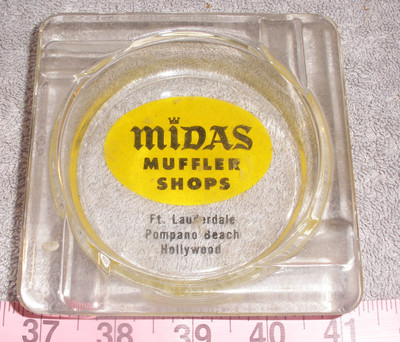 MIDAS
MUFFLER
SHOPS
Ft. Lauderdale
Pompano Beach
Hollywood
37 38 39 40 41